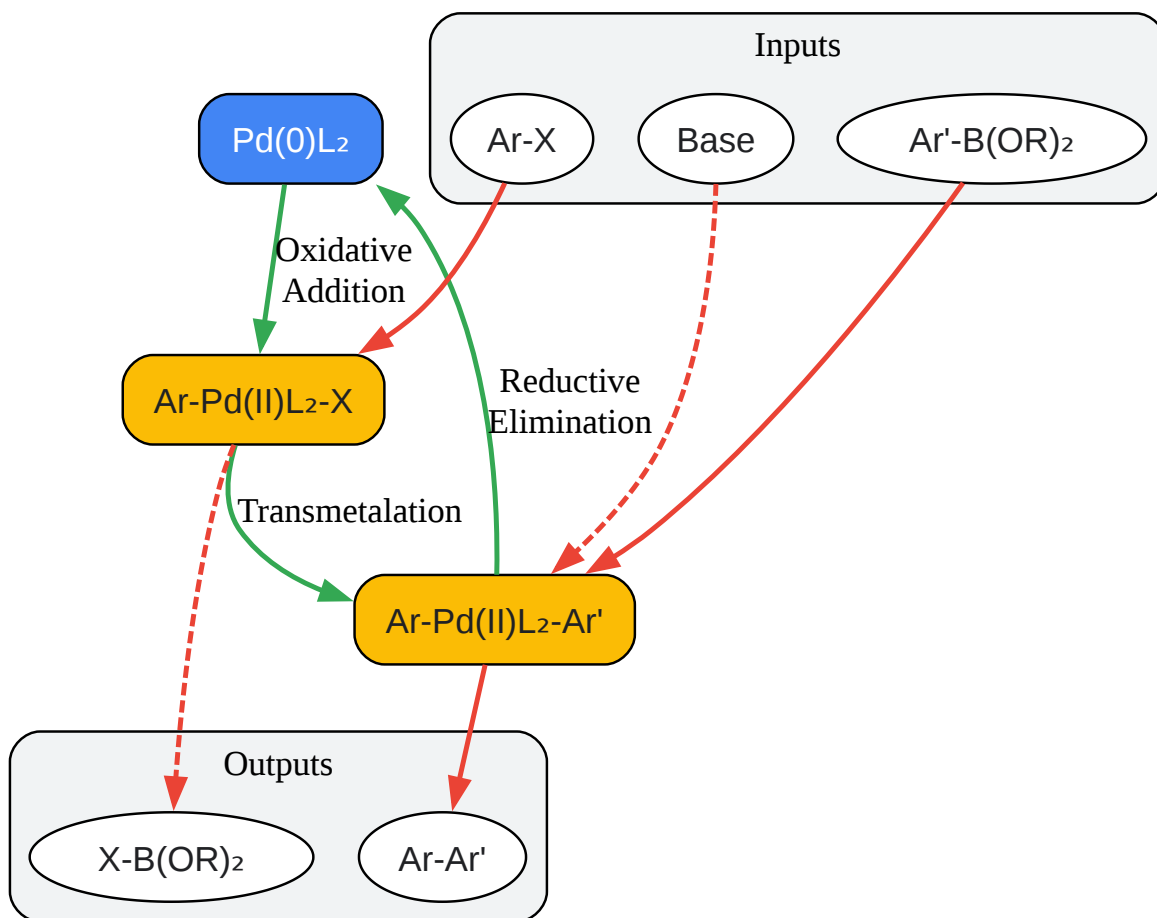 Inputs
Pd(0)L₂
Ar-X
Base
Ar'-B(OR)₂
Oxidative
Addition
Ar-Pd(II)L₂-X
Reductive
Elimination
Transmetalation
Ar-Pd(II)L₂-Ar'
Outputs
X-B(OR)₂
Ar-Ar'